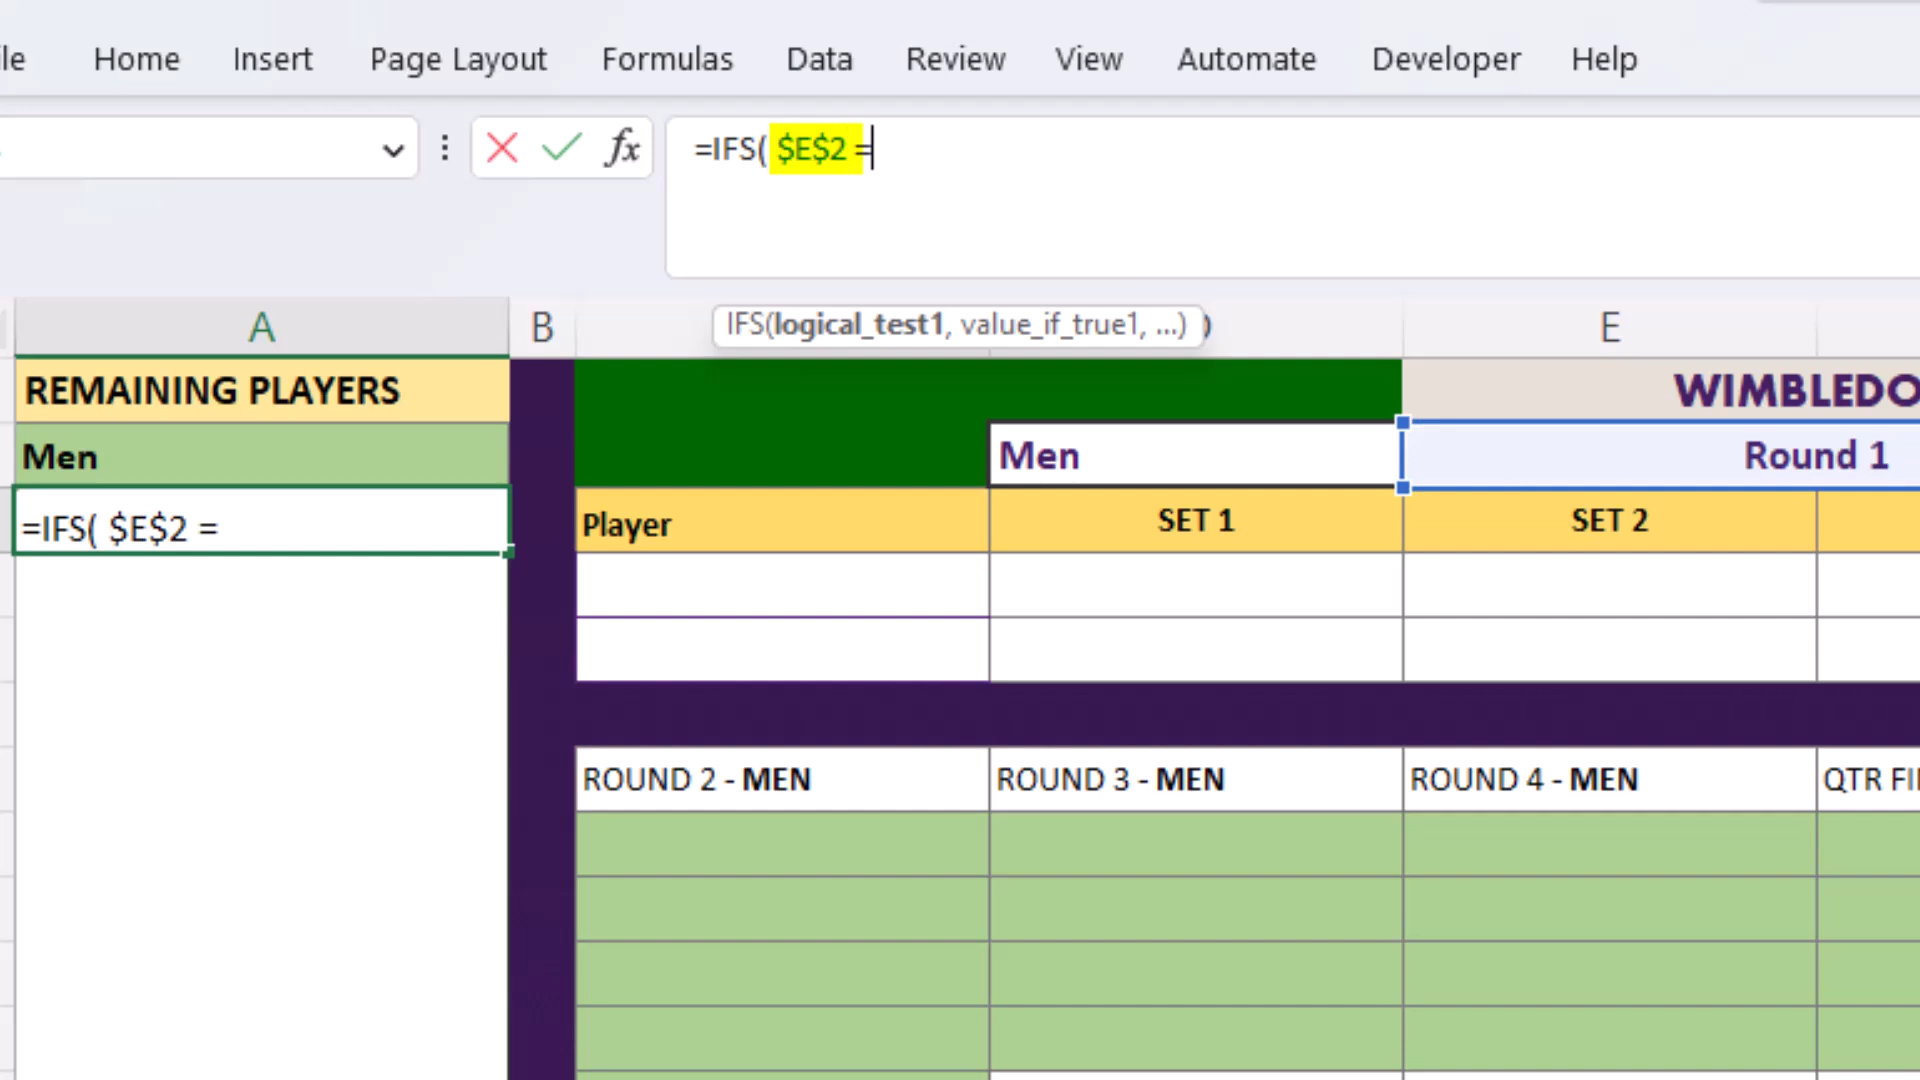 le Home Insert Page Layout Formulas Data Review View Automate Developer Help
fx =IFS( $E$2 =
A B IFS(logical_test1, value_if_true1, ...) E
REMAINING PLAYERS WIMBLEDO
Men Men Round 1
=IFS( $E$2 = Player SET 1 SET 2
ROUND 2 - MEN ROUND 3 - MEN ROUND 4 - MEN QTR FI